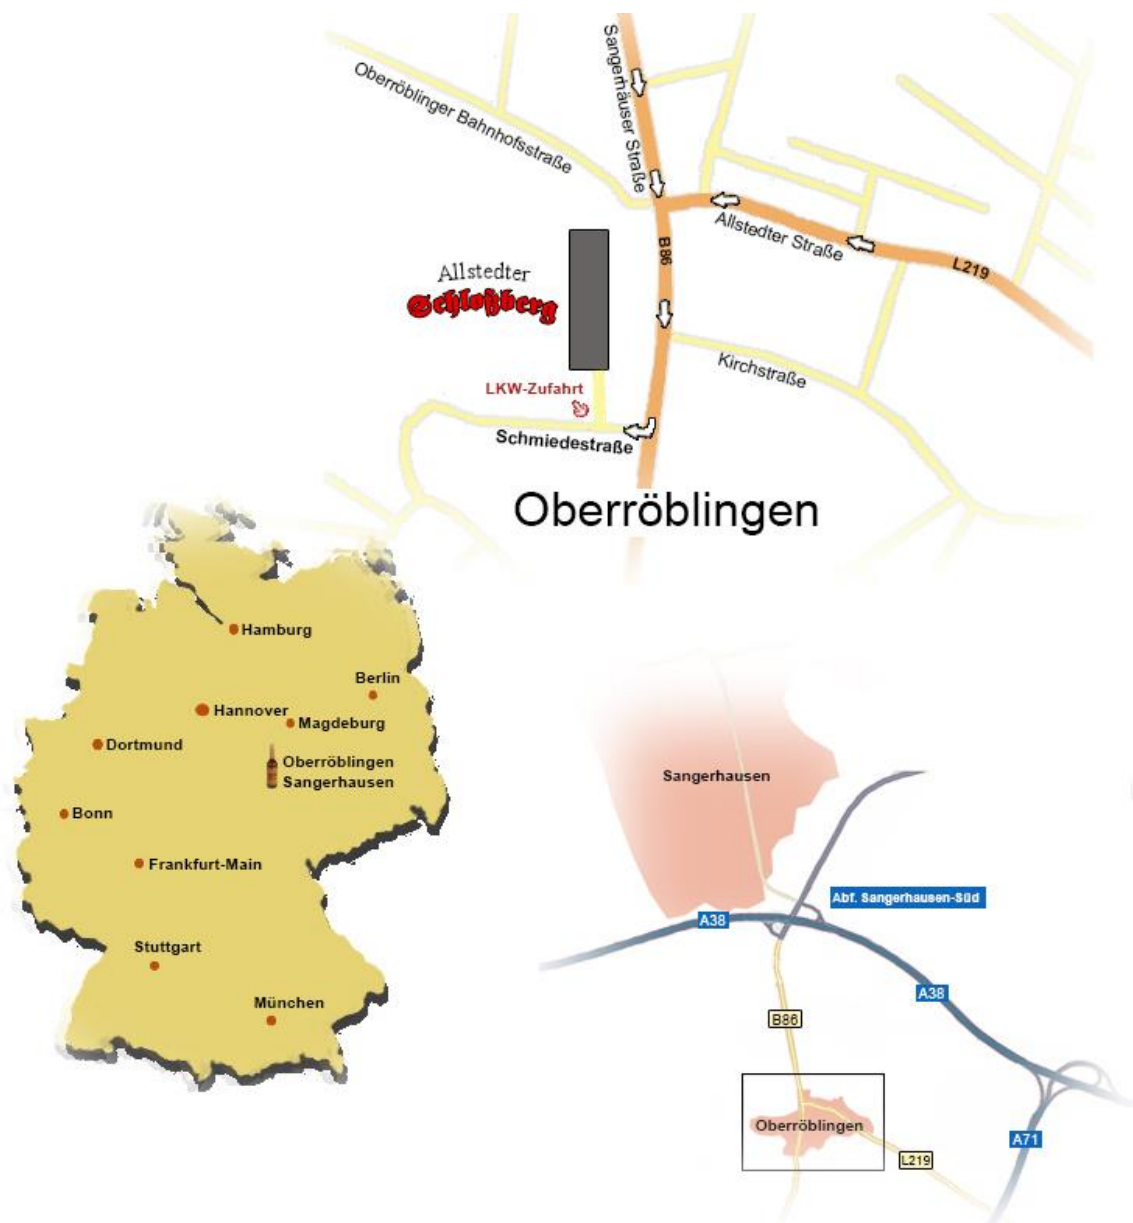 Sangerhäuser Straße
Oberröblinger Bahnhofsstraße
Allstedter Straße
B86
L219
Allstedter
Schloßberg
Kirchstraße
LKW-Zufahrt
Schmiedestraße
Oberröblingen
Hamburg
Berlin
Hannover
Magdeburg
Dortmund
Oberröblingen
Sangerhausen
Bonn
Frankfurt-Main
Stuttgart
München
Sangerhausen
Abf. Sangerhausen-Süd
A38
A38
B86
Oberröblingen
A71
L219